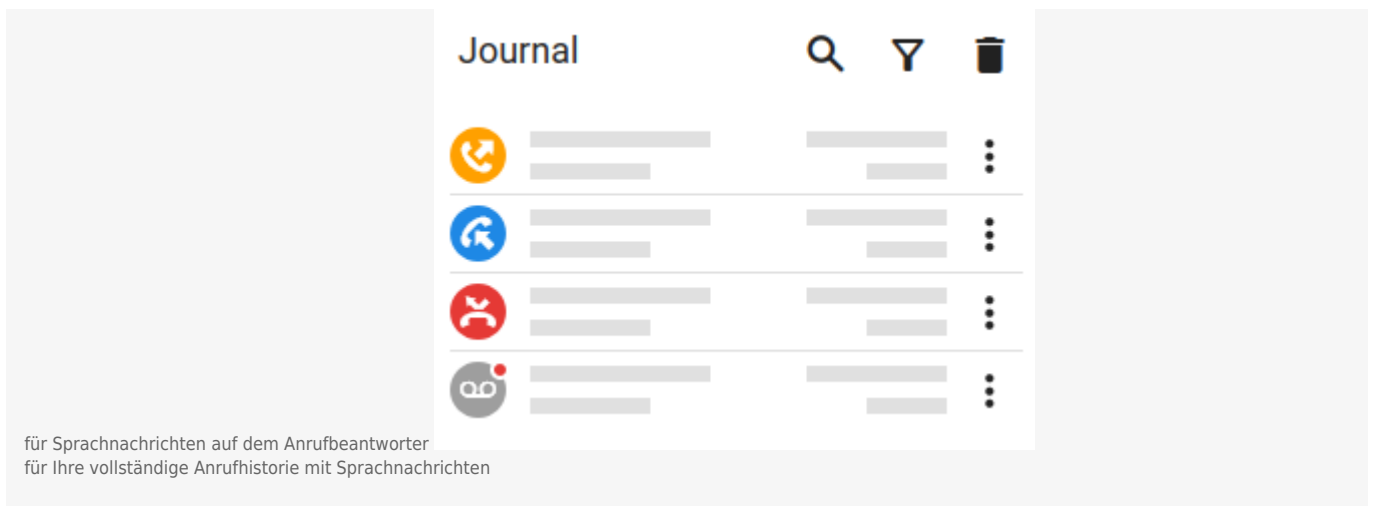 Journal
für Sprachnachrichten auf dem Anrufbeantworter
für Ihre vollständige Anrufhistorie mit Sprachnachrichten